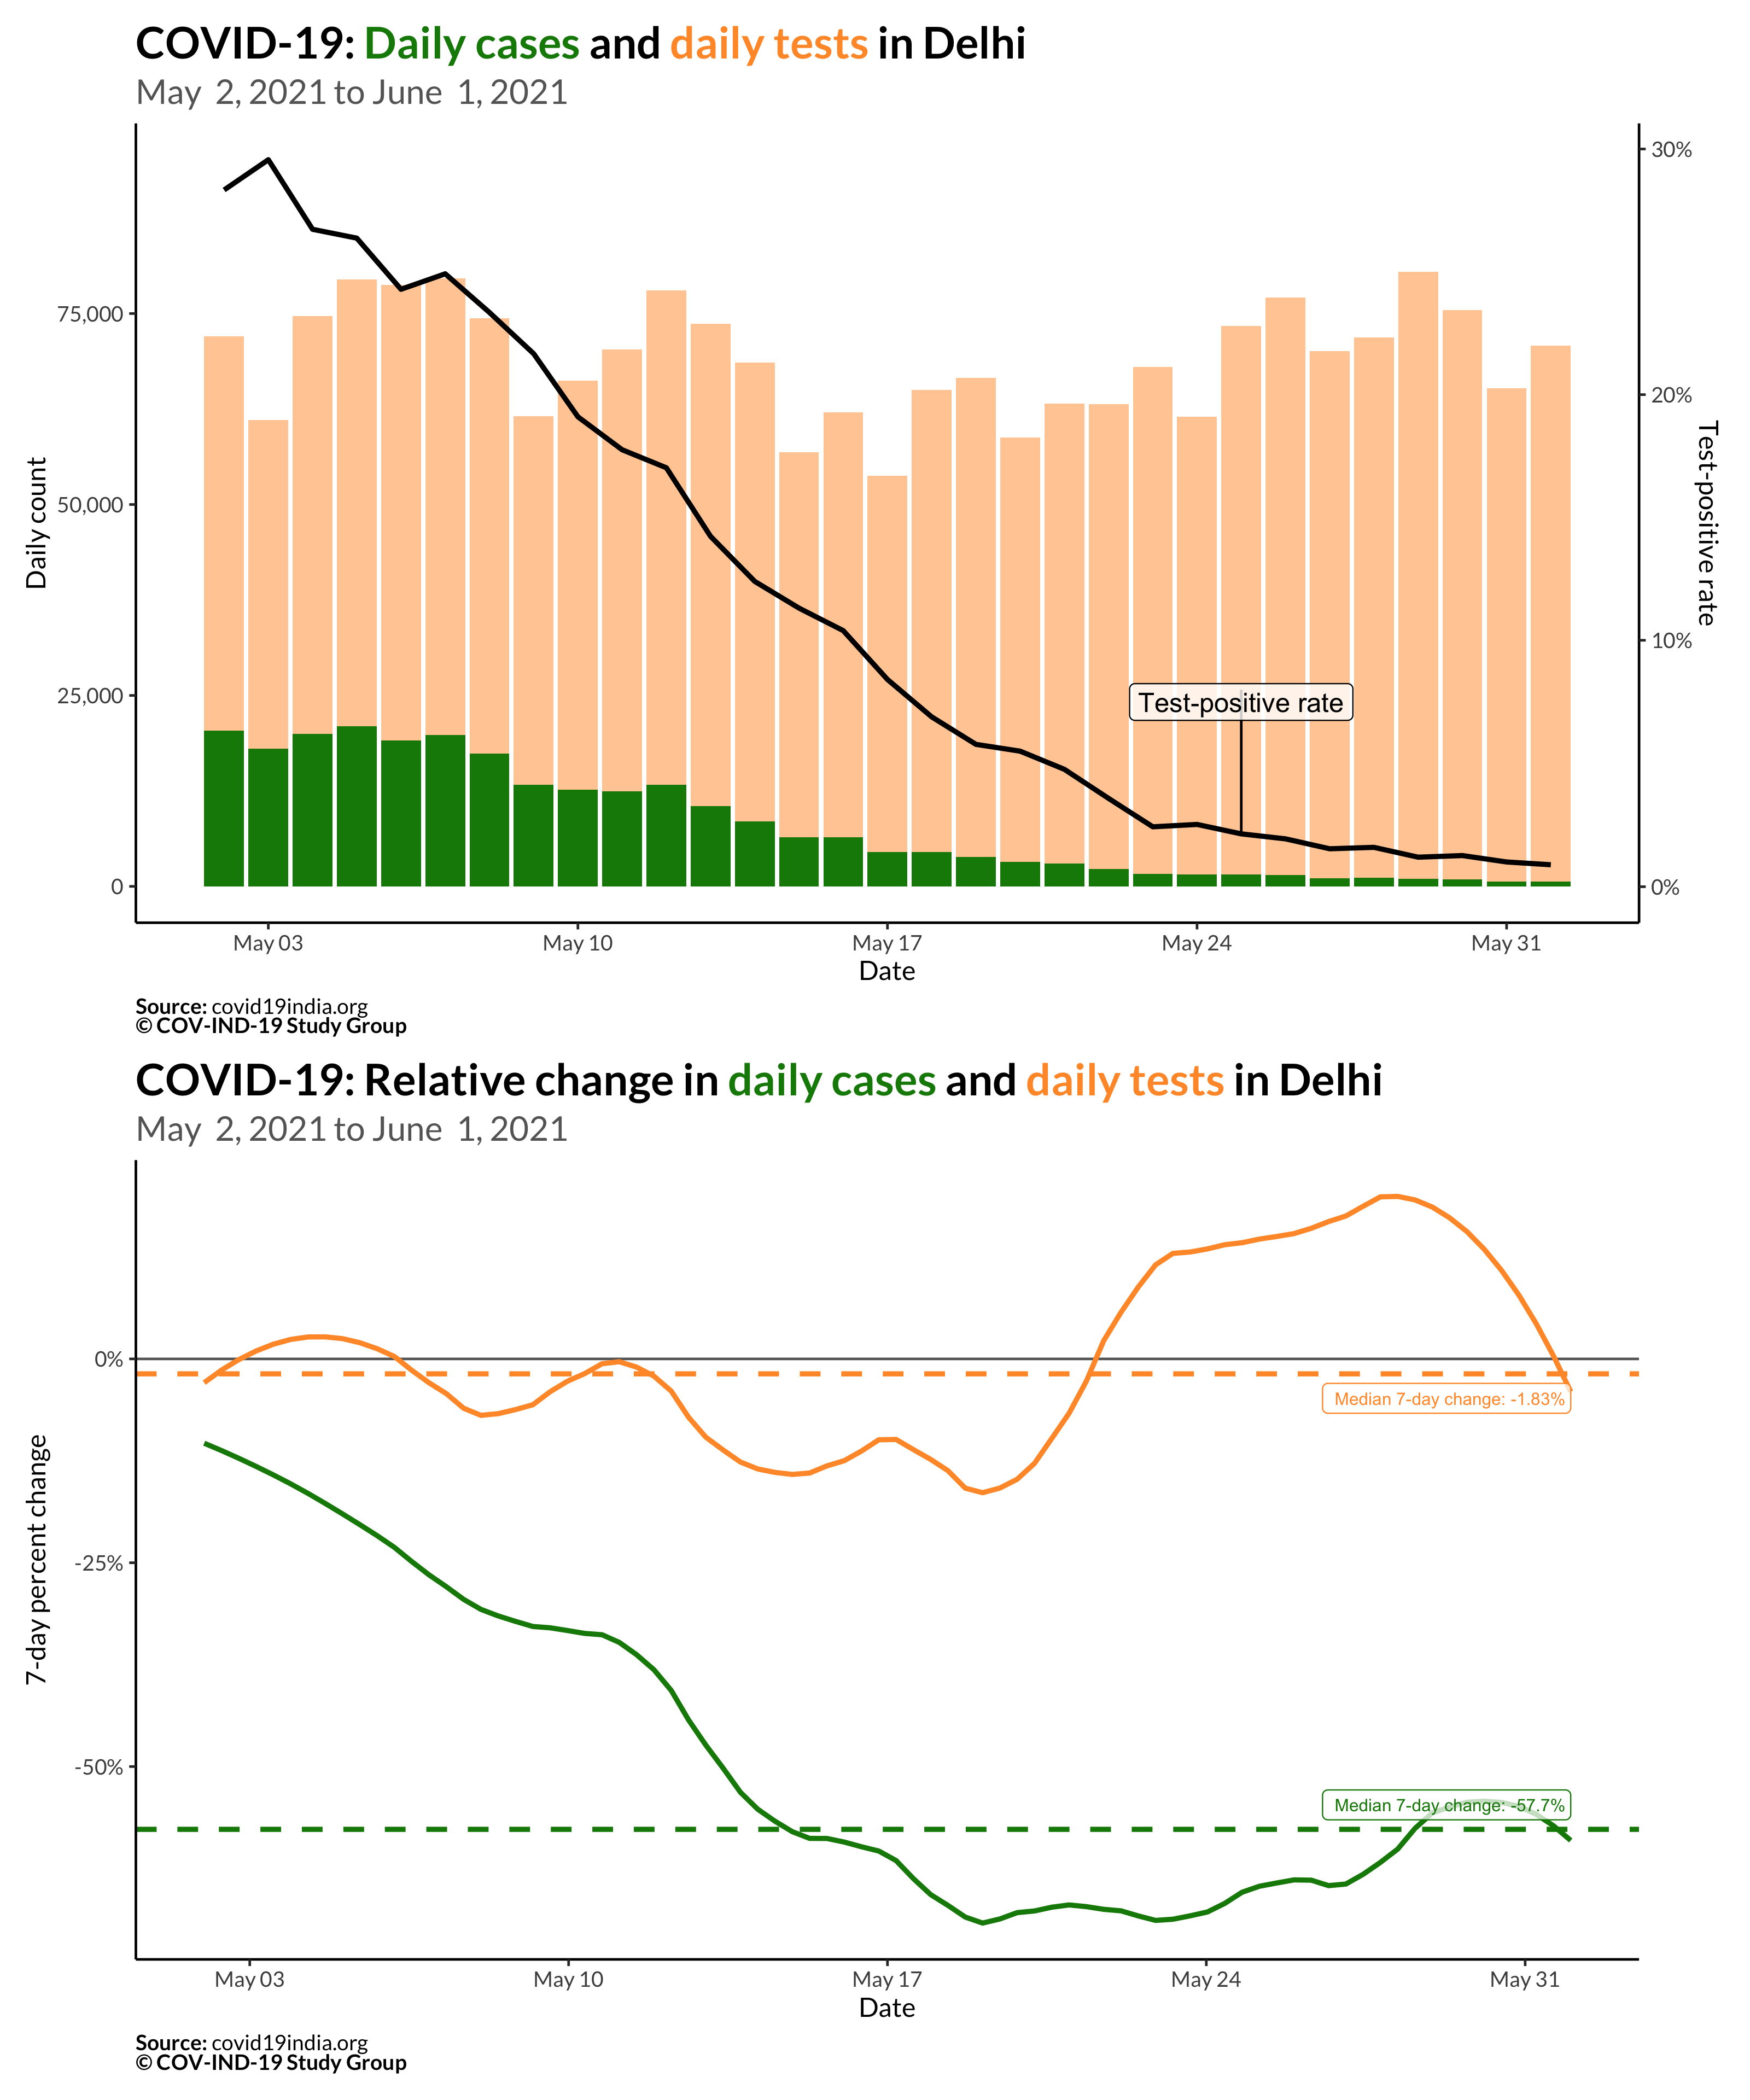 COVID-19: Daily cases and daily tests in Delhi
May  2, 2021 to June  1, 2021
30%
75,000
20%
Test-positive rate
Daily count
50,000
10%
25,000
Test-positive rate
0
0%
May 03
May 10
May 17
May 24
May 31
Date
Source: covid19india.org
© COV-IND-19 Study Group
COVID-19: Relative change in daily cases and daily tests in Delhi
May  2, 2021 to June  1, 2021
0%
Median 7-day change: -1.83%
7-day percent change
-25%
-50%
Median 7-day change: -57.7%
May 03
May 10
May 17
May 24
May 31
Date
Source: covid19india.org
© COV-IND-19 Study Group